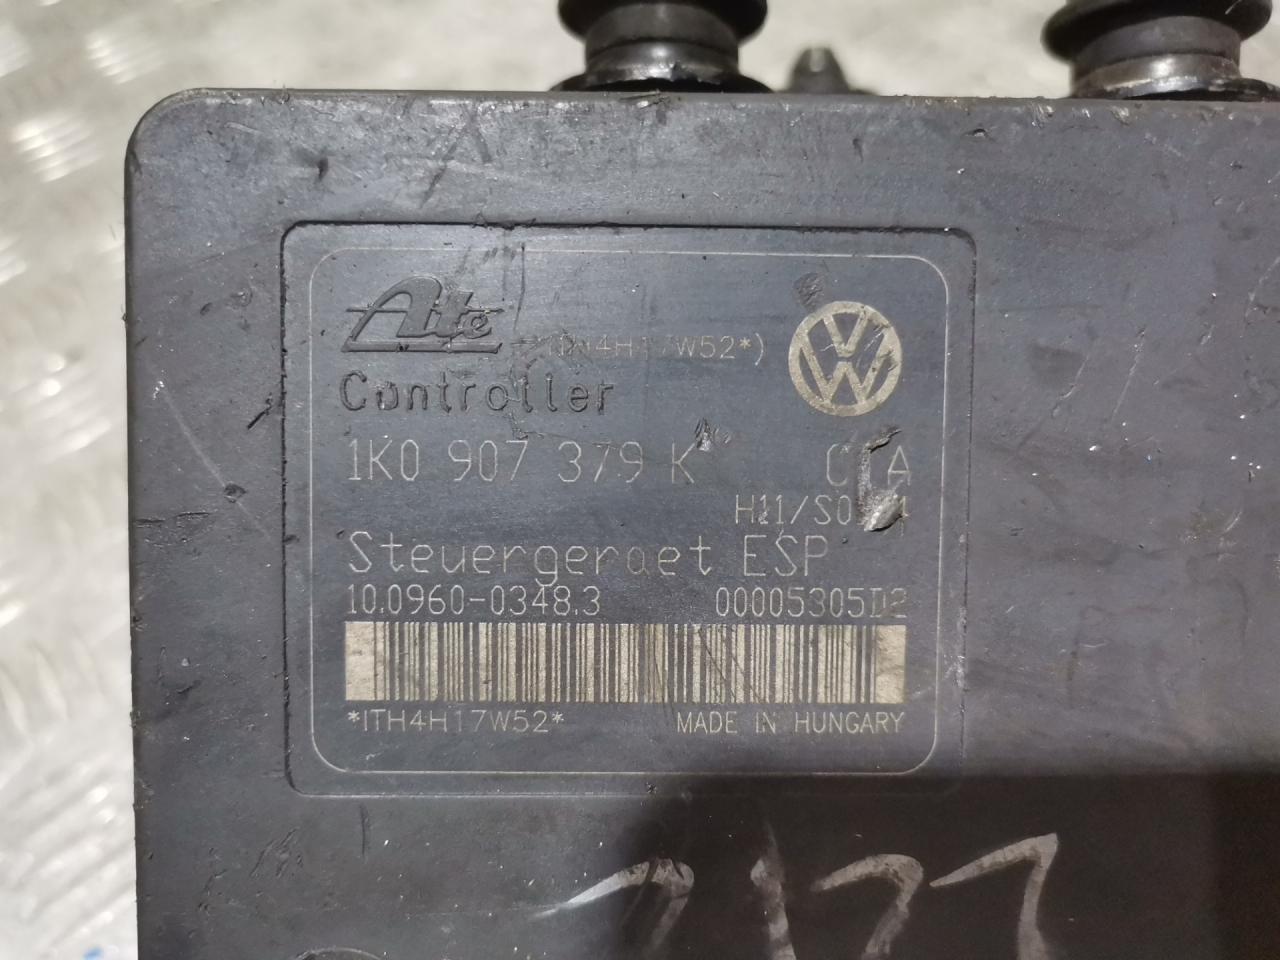 Ate
Controller
1K0 907 379 K
Steuergeraet ESP
10.0960-0348.3 00005305D2
*ITH4H17W52* MADE IN HUNGARY